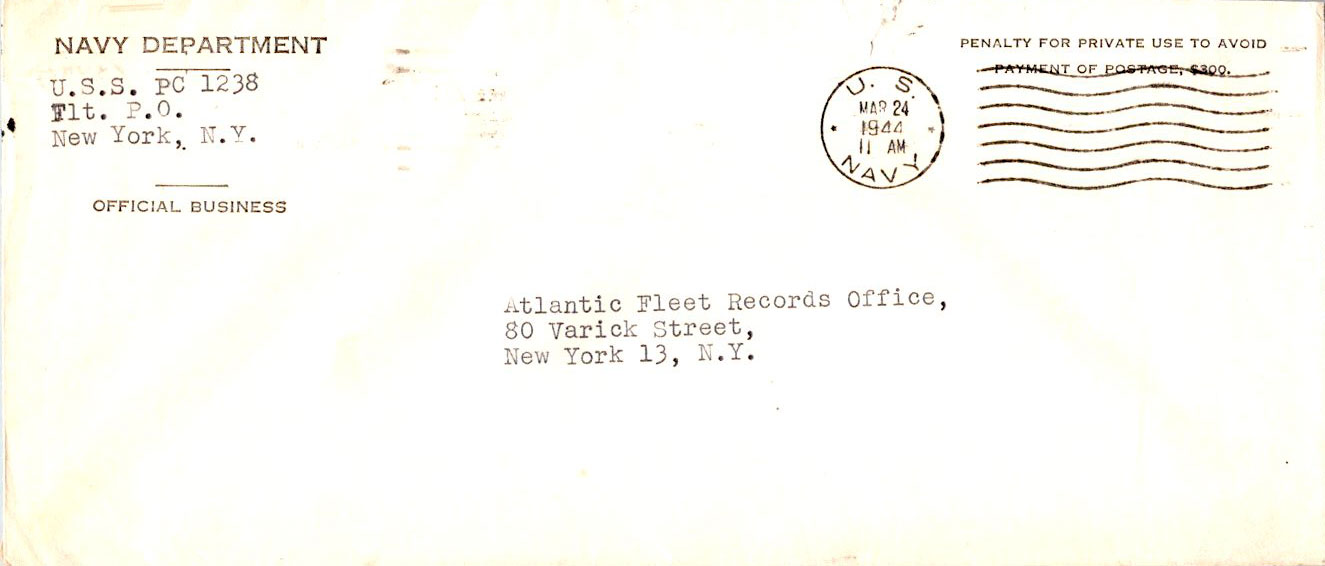 NAVY DEPARTMENT
U.S.S. PC 1238
Flt. P.O.
New York, N.Y.
OFFICIAL BUSINESS
U. S.
MAR 24
1944
11 AM
NAVY
PENALTY FOR PRIVATE USE TO AVOID
PAYMENT OF POSTAGE, $300.
Atlantic Fleet Records Office,
80 Varick Street,
New York 13, N.Y.